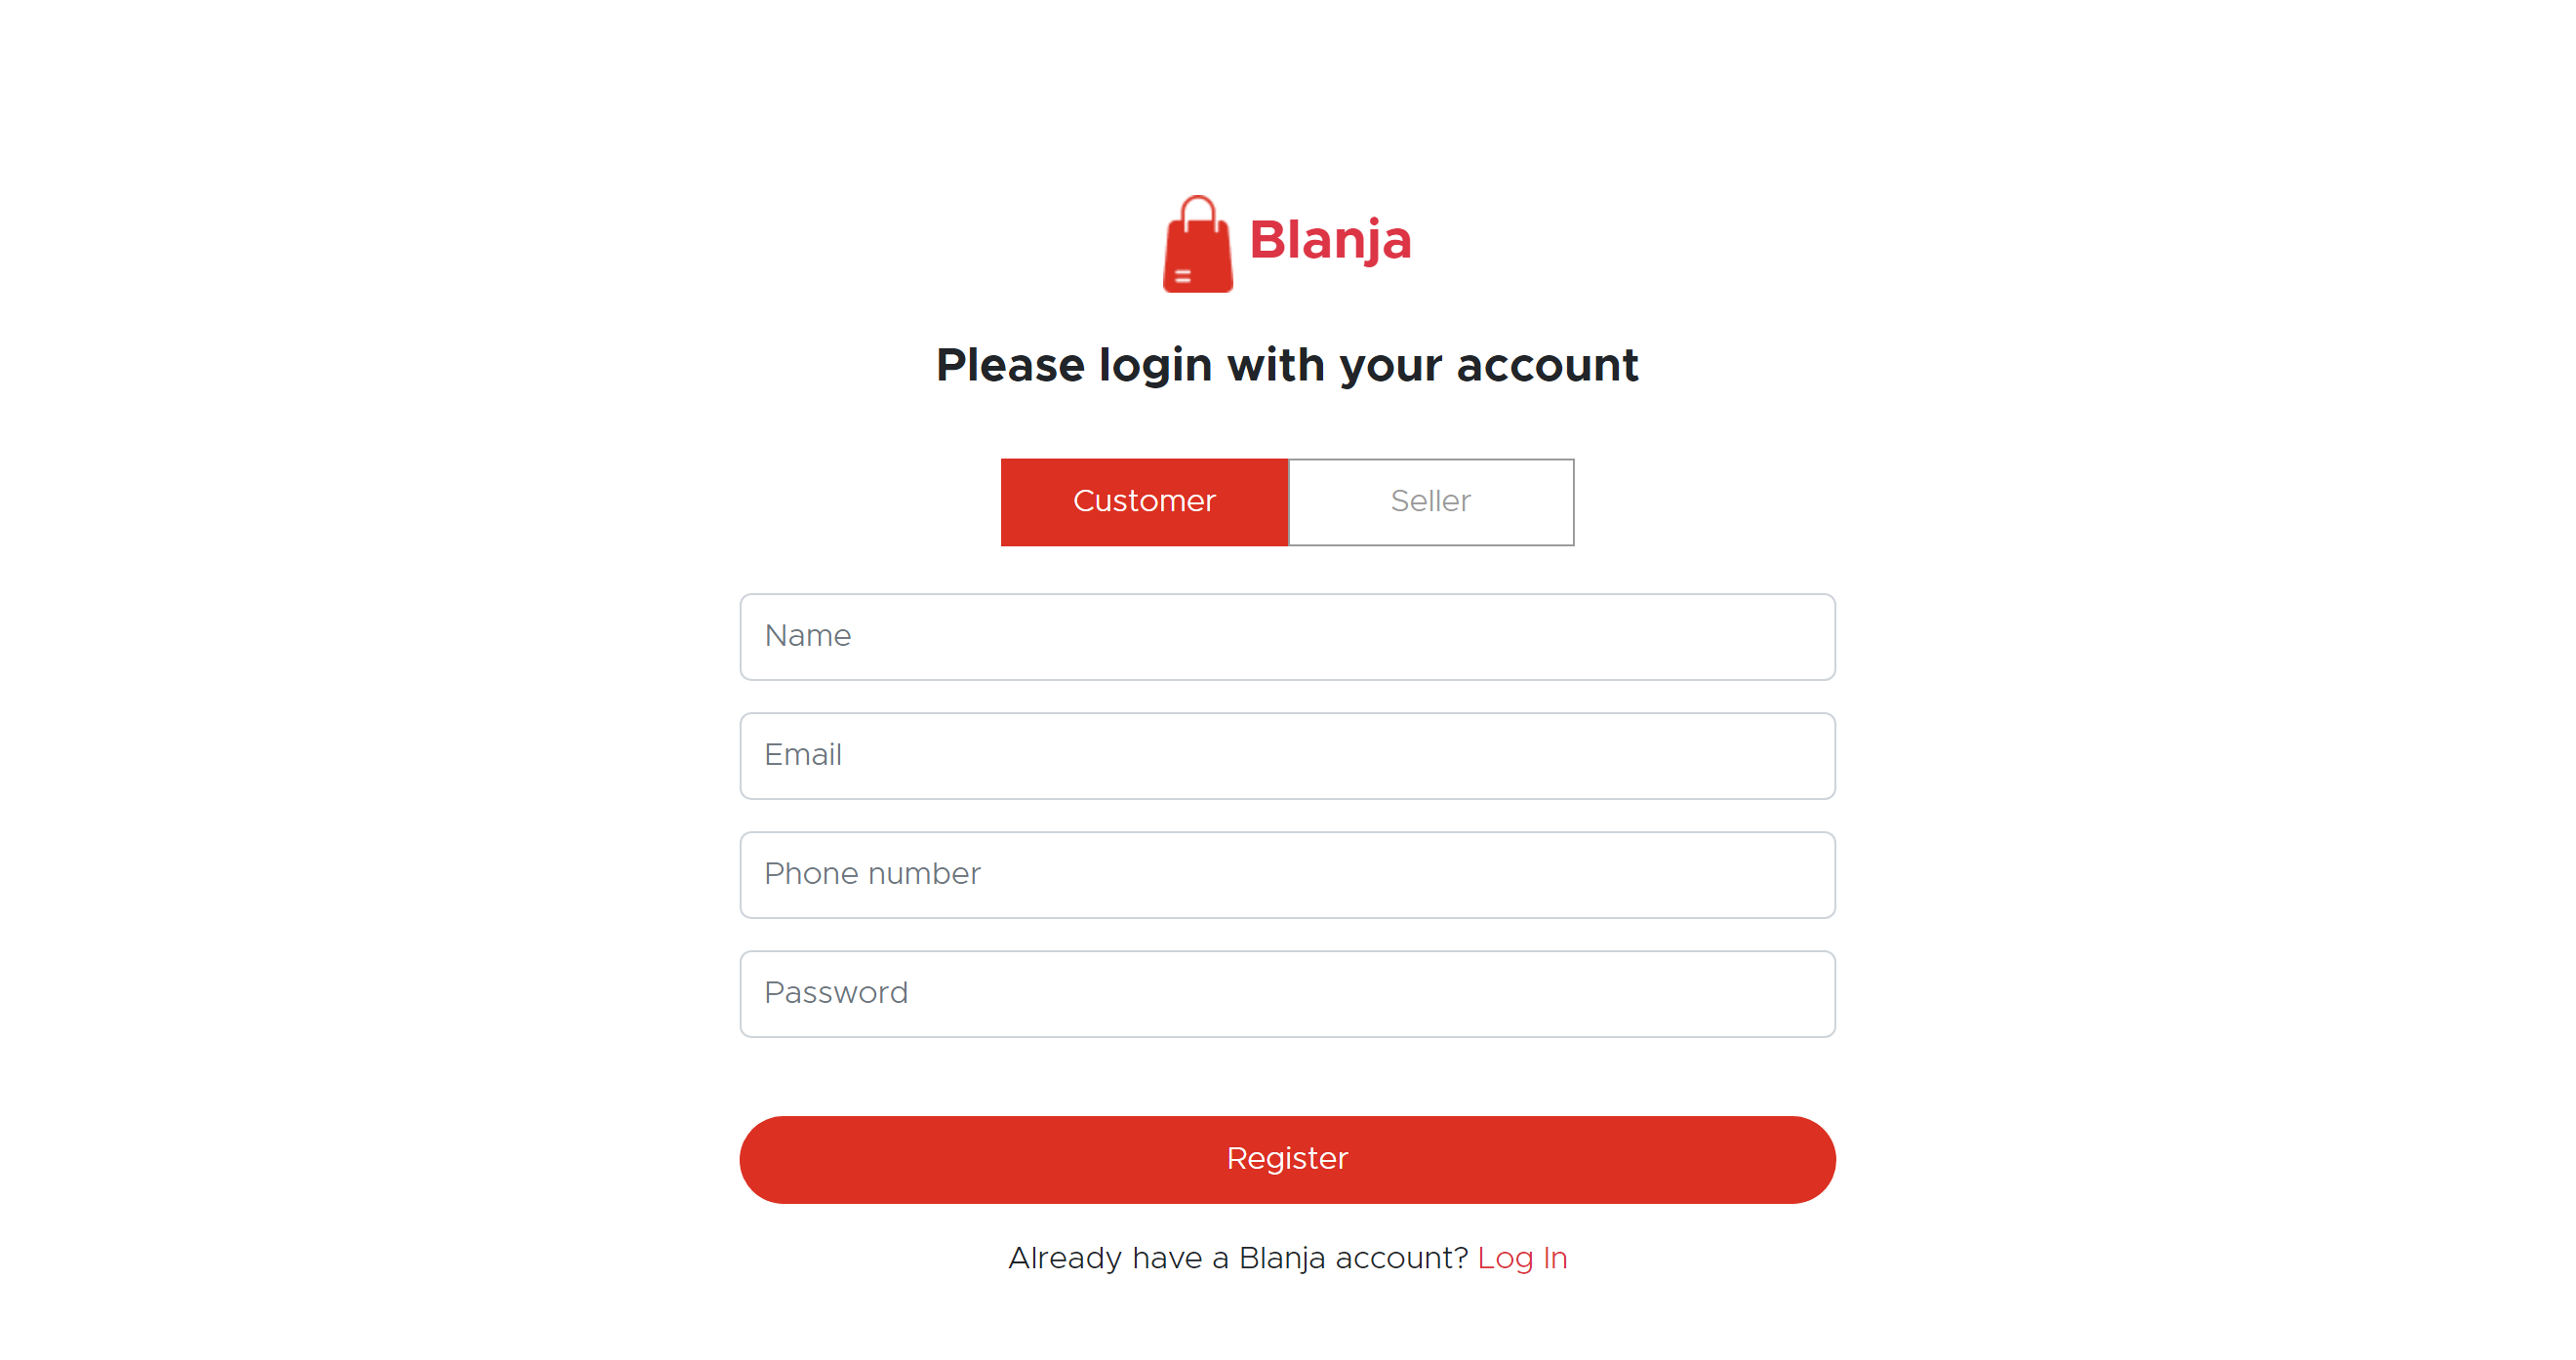 Blanja
Please login with your account
Customer
Seller
Name
Email
Phone number
Password
Register
Already have a Blanja account? Log In